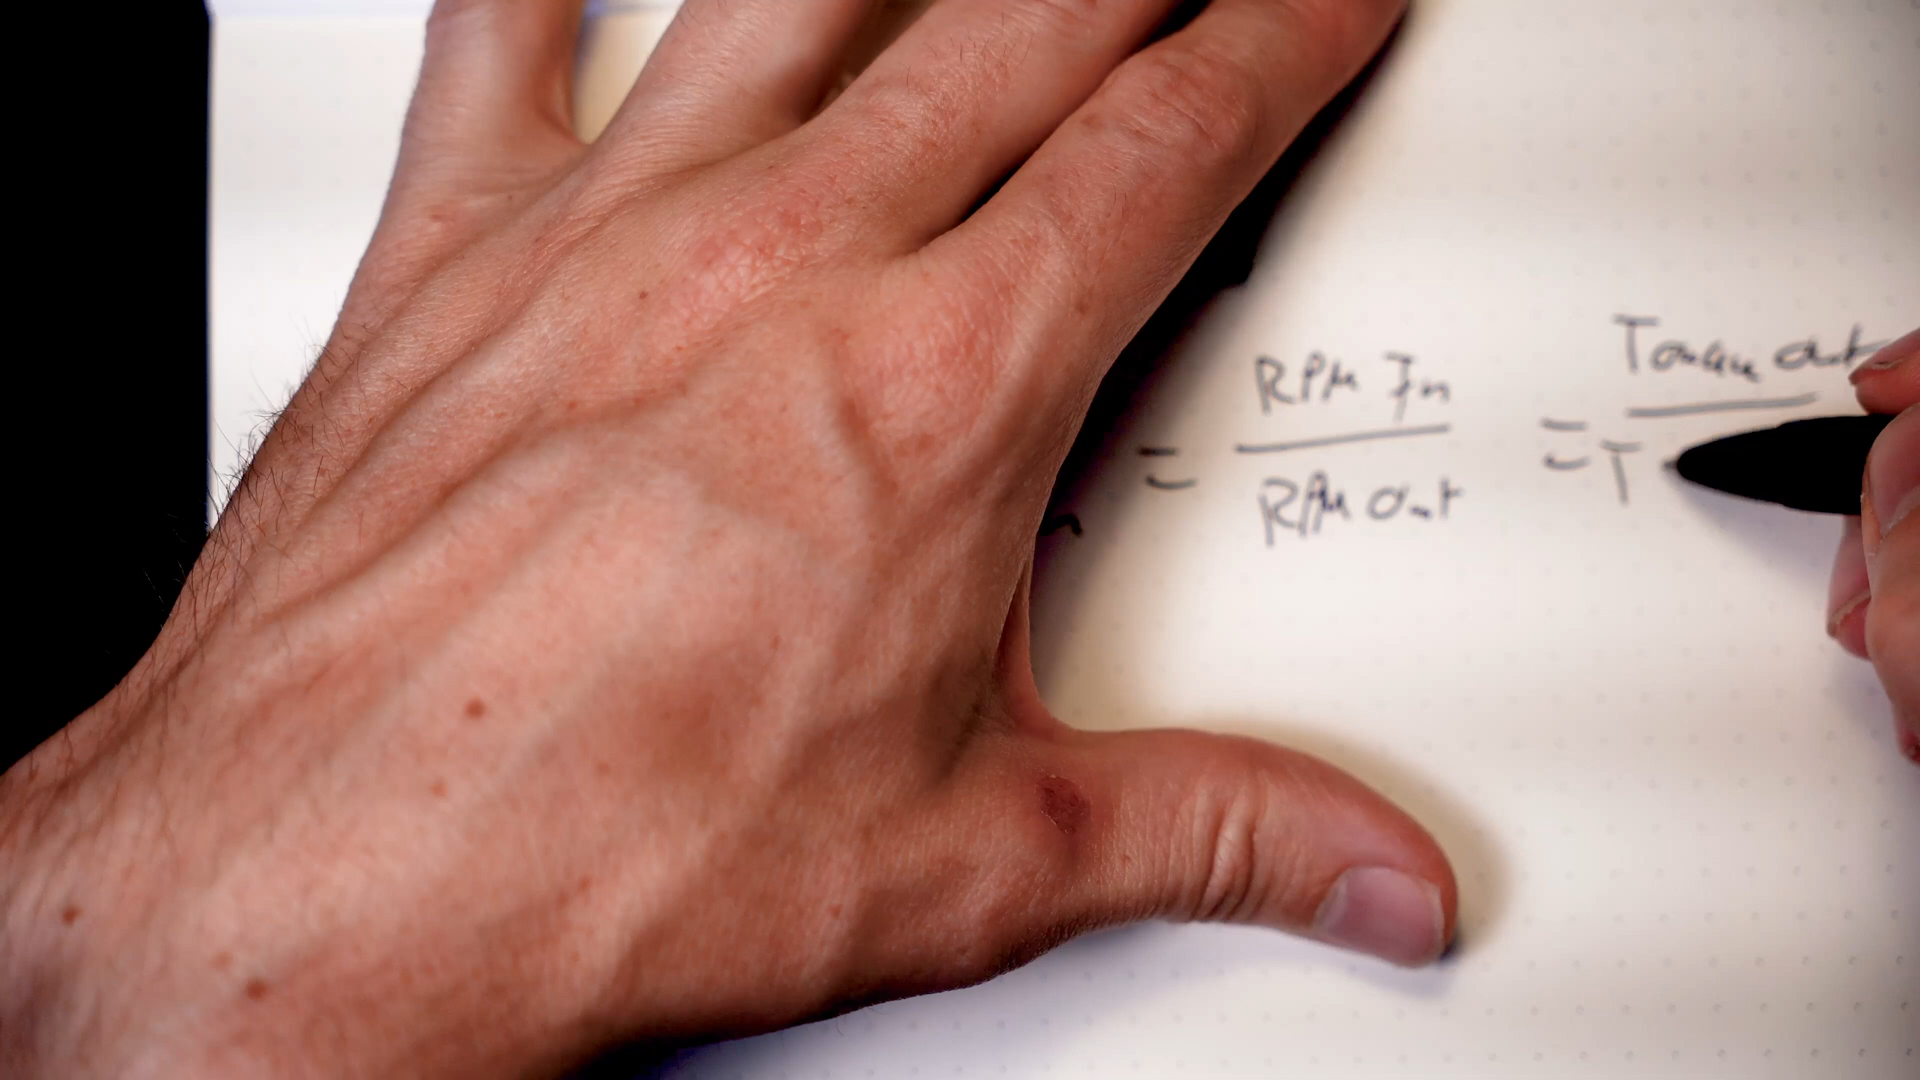 RPM In
Torque out
=
=
T
RPM Out